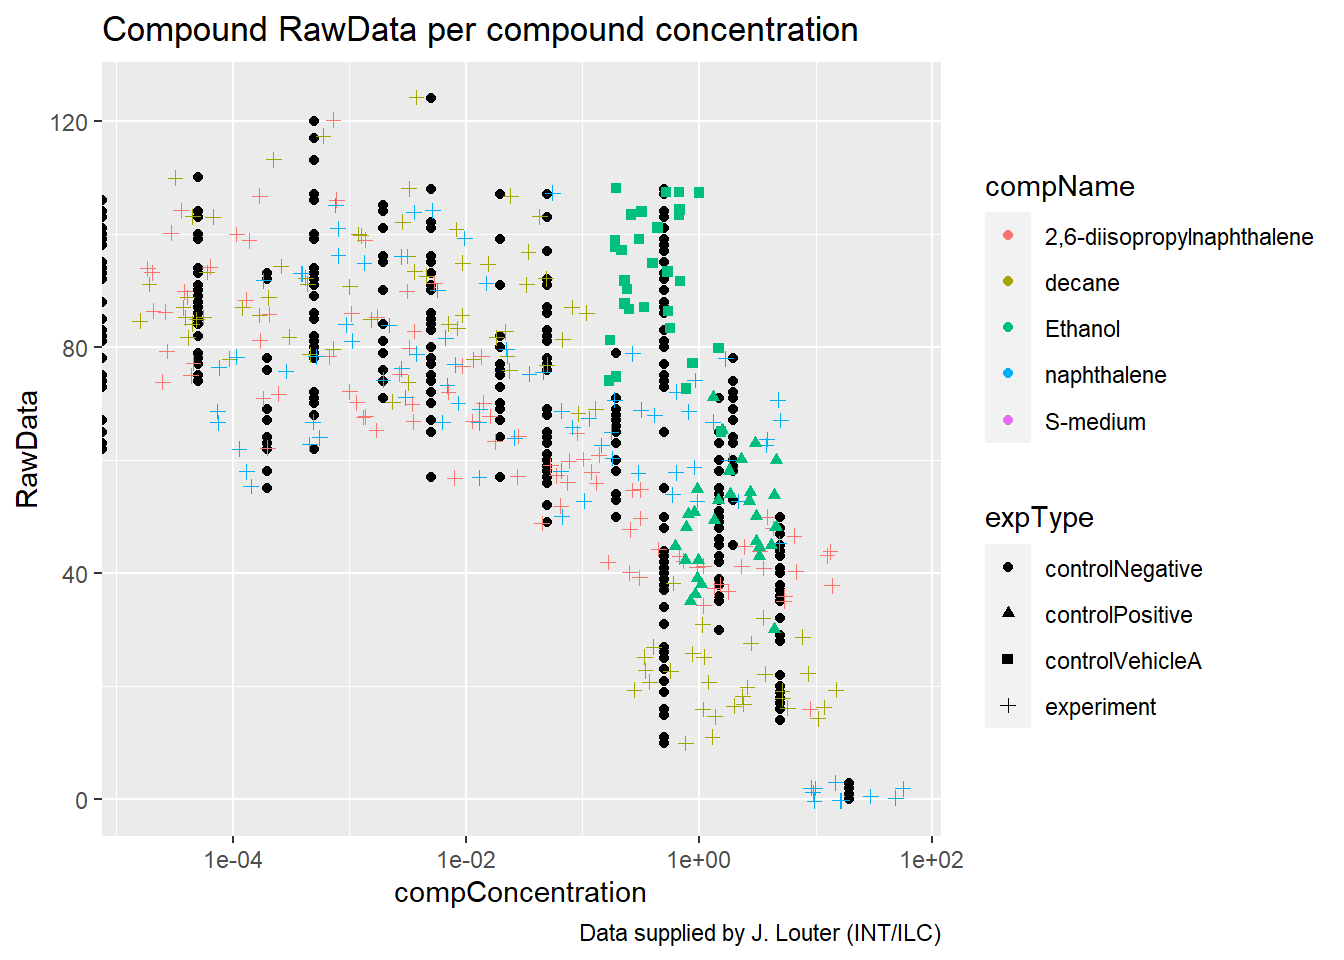 Compound RawData per compound concentration
RawData
120
80
40
0
1e-04
1e-02
1e+00
1e+02
compConcentration
Data supplied by J. Louter (INT/ILC)
compName
2,6-diisopropylnaphthalene
decane
Ethanol
naphthalene
S-medium
expType
controlNegative
controlPositive
controlVehicleA
experiment